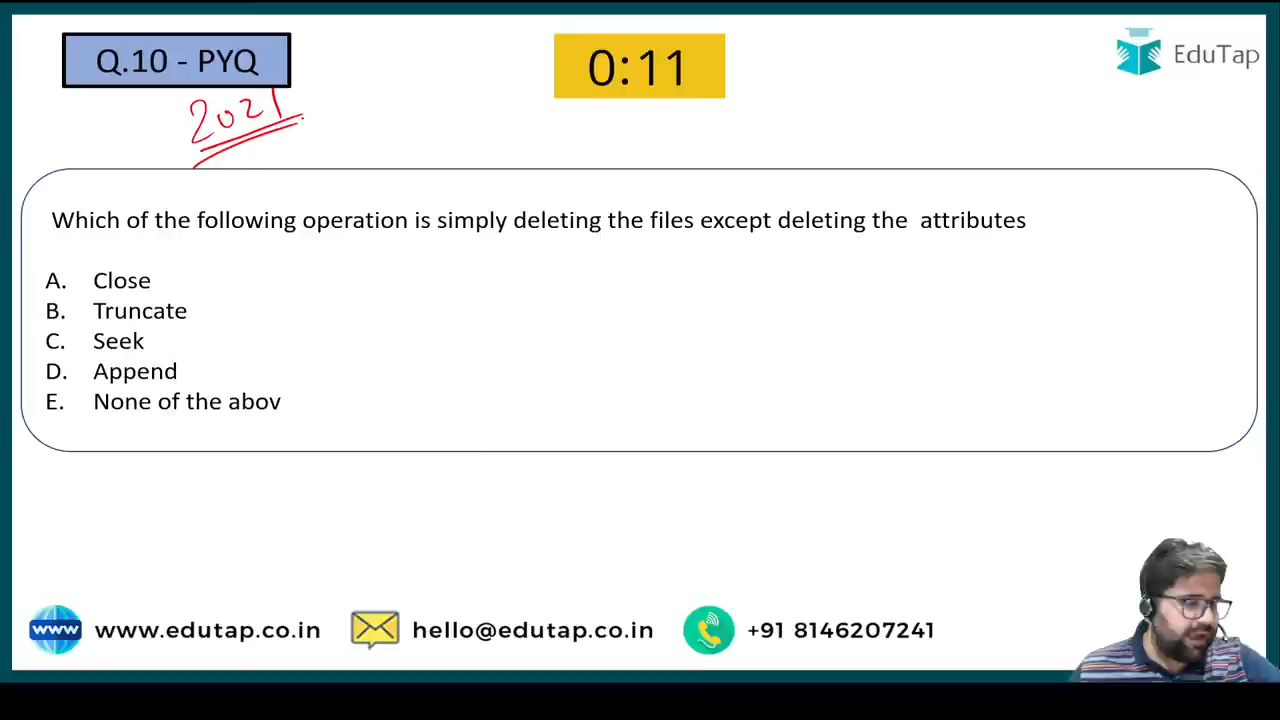 Q.10 - PYQ
0:11
EduTap
2021
Which of the following operation is simply deleting the files except deleting the attributes
A. Close
B. Truncate
C. Seek
D. Append
E. None of the abov
www
www.edutap.co.in
hello@edutap.co.in
+91 8146207241